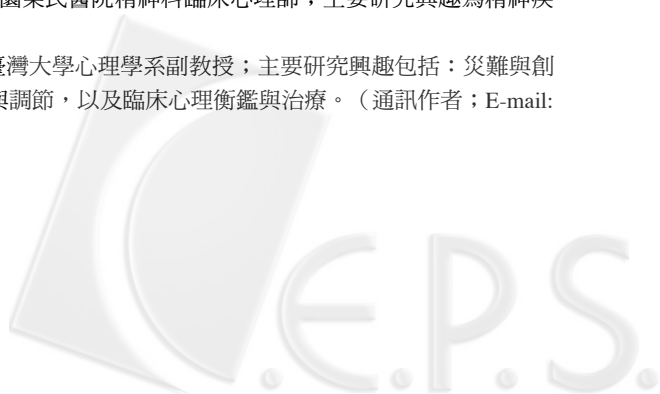 園榮民醫院精神科臨床心理師；主要研究興趣為精神疾
臺灣大學心理學系副教授；主要研究興趣包括：災難與創
與調節，以及臨床心理衡鑑與治療。（通訊作者；E-mail:
C.E.P.S.